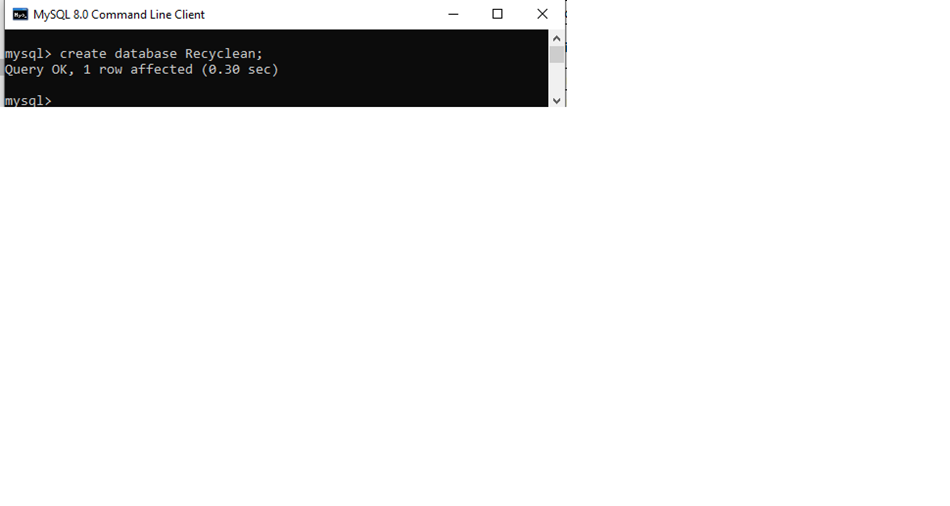 MySQL 8.0 Command Line Client
mysql> create database Recyclean;
Query OK, 1 row affected (0.30 sec)
mysql>